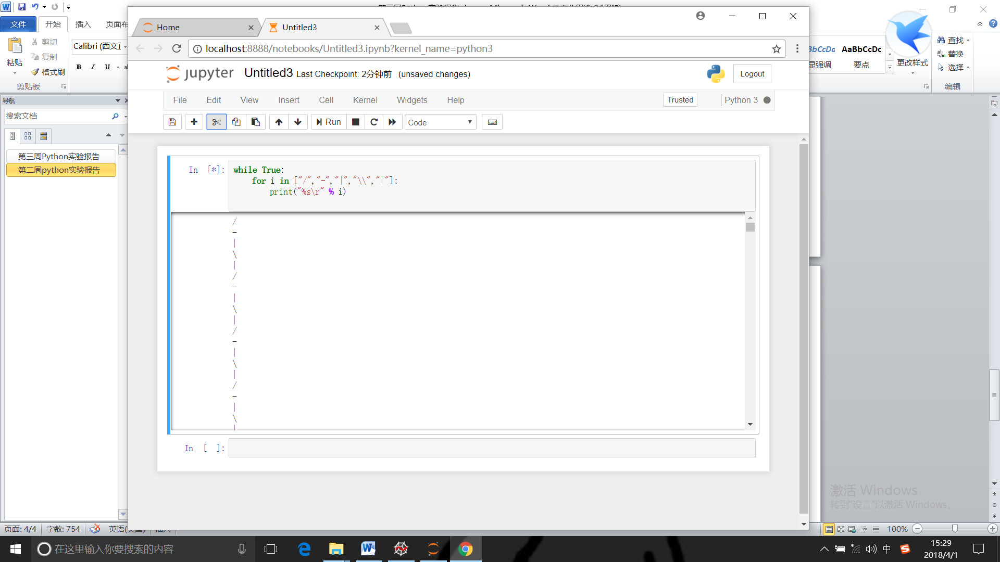 Home
Untitled3
localhost:8888/notebooks/Untitled3.ipynb?kernel_name=python3
文件
开始
插入
页面布
粘贴
剪切
复制
格式刷
剪贴板
Calibri (西文正
B I U
AaBbCcDc
显强调
要点
更改样式
查找
替换
选择
编辑
导航
搜索文档
第三周Python实验报告
第二周python实验报告
jupyter Untitled3 Last Checkpoint: 2分钟前 (unsaved changes)
Logout
File Edit View Insert Cell Kernel Widgets Help
Trusted
Python 3
Run
Code
In [*]:
while True:
    for i in ["/","-","|","\\","|"]:
        print("%s\r" % i)
/
-
|
\
|
/
-
|
\
|
/
-
|
\
|
/
-
|
\
|
In [ ]:
激活 Windows
转到"设置"以激活 Windows。
页面: 4/4
字数: 754
100%
在这里输入你要搜索的内容
中
15:29
2018/4/1